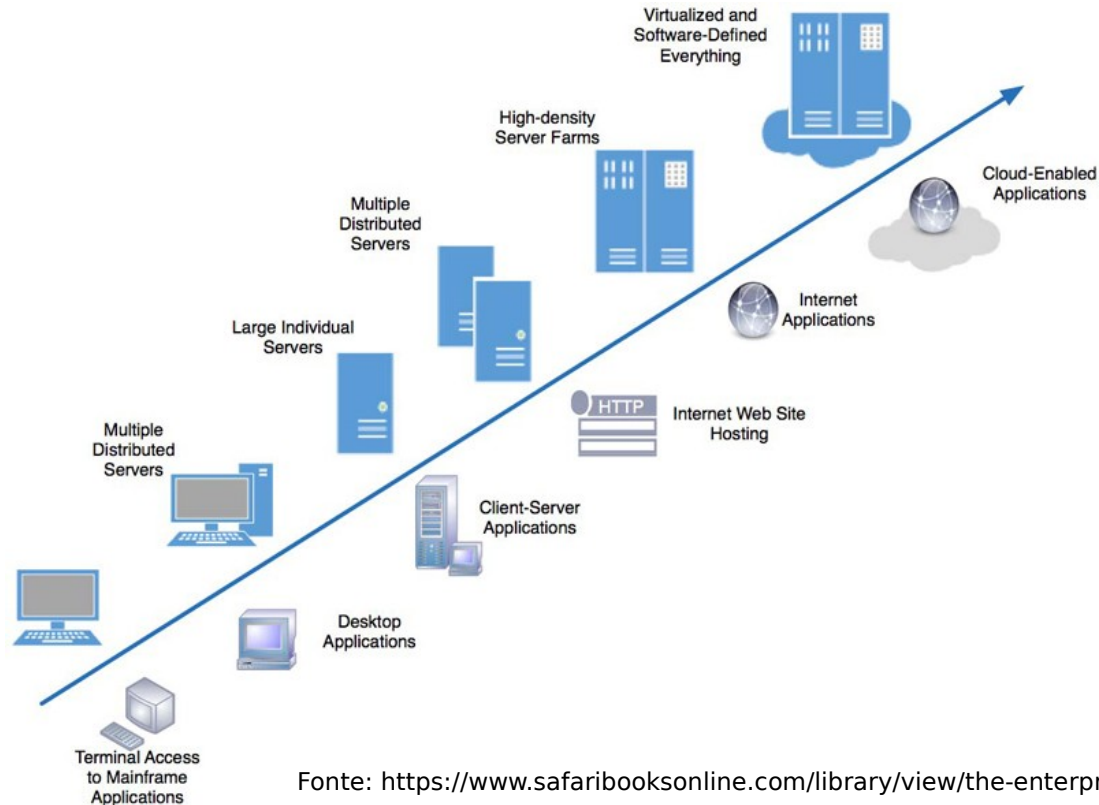 Virtualized and
Software-Defined
Everything
High-density
Server Farms
Cloud-Enabled
Applications
Multiple
Distributed
Servers
Internet
Applications
Large Individual
Servers
HTTP
Internet Web Site
Hosting
Multiple
Distributed
Servers
Client-Server
Applications
Desktop
Applications
Terminal Access
to Mainframe
Applications
Fonte: https://www.safaribooksonline.com/library/view/the-enterpr